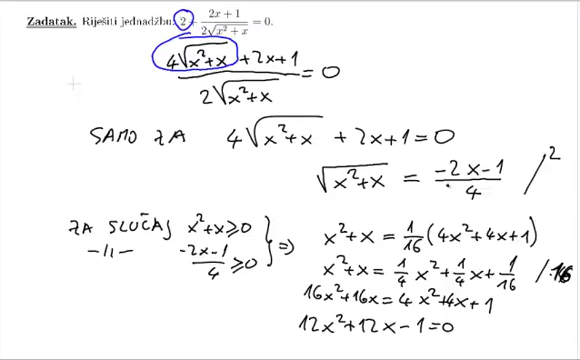 Zadatak. Riješiti jednadžbu: 2 + (2x + 1)/(2√(x² + x)) = 0.
(4√(x²+x) + 2x + 1)/(2√(x²+x)) = 0
SAMO ZA 4√(x²+x) + 2x + 1 = 0
√(x²+x) = (-2x-1)/4 /²
ZA SLUČAJ x²+x ≥ 0
-11- (-2x-1)/4 ≥ 0 } ⇒)
x²+x = 1/16 (4x²+4x+1)
x²+x = 1/4 x² + 1/4 x + 1/16 /·16
16x²+16x = 4x²+4x+1
12x²+12x-1=0